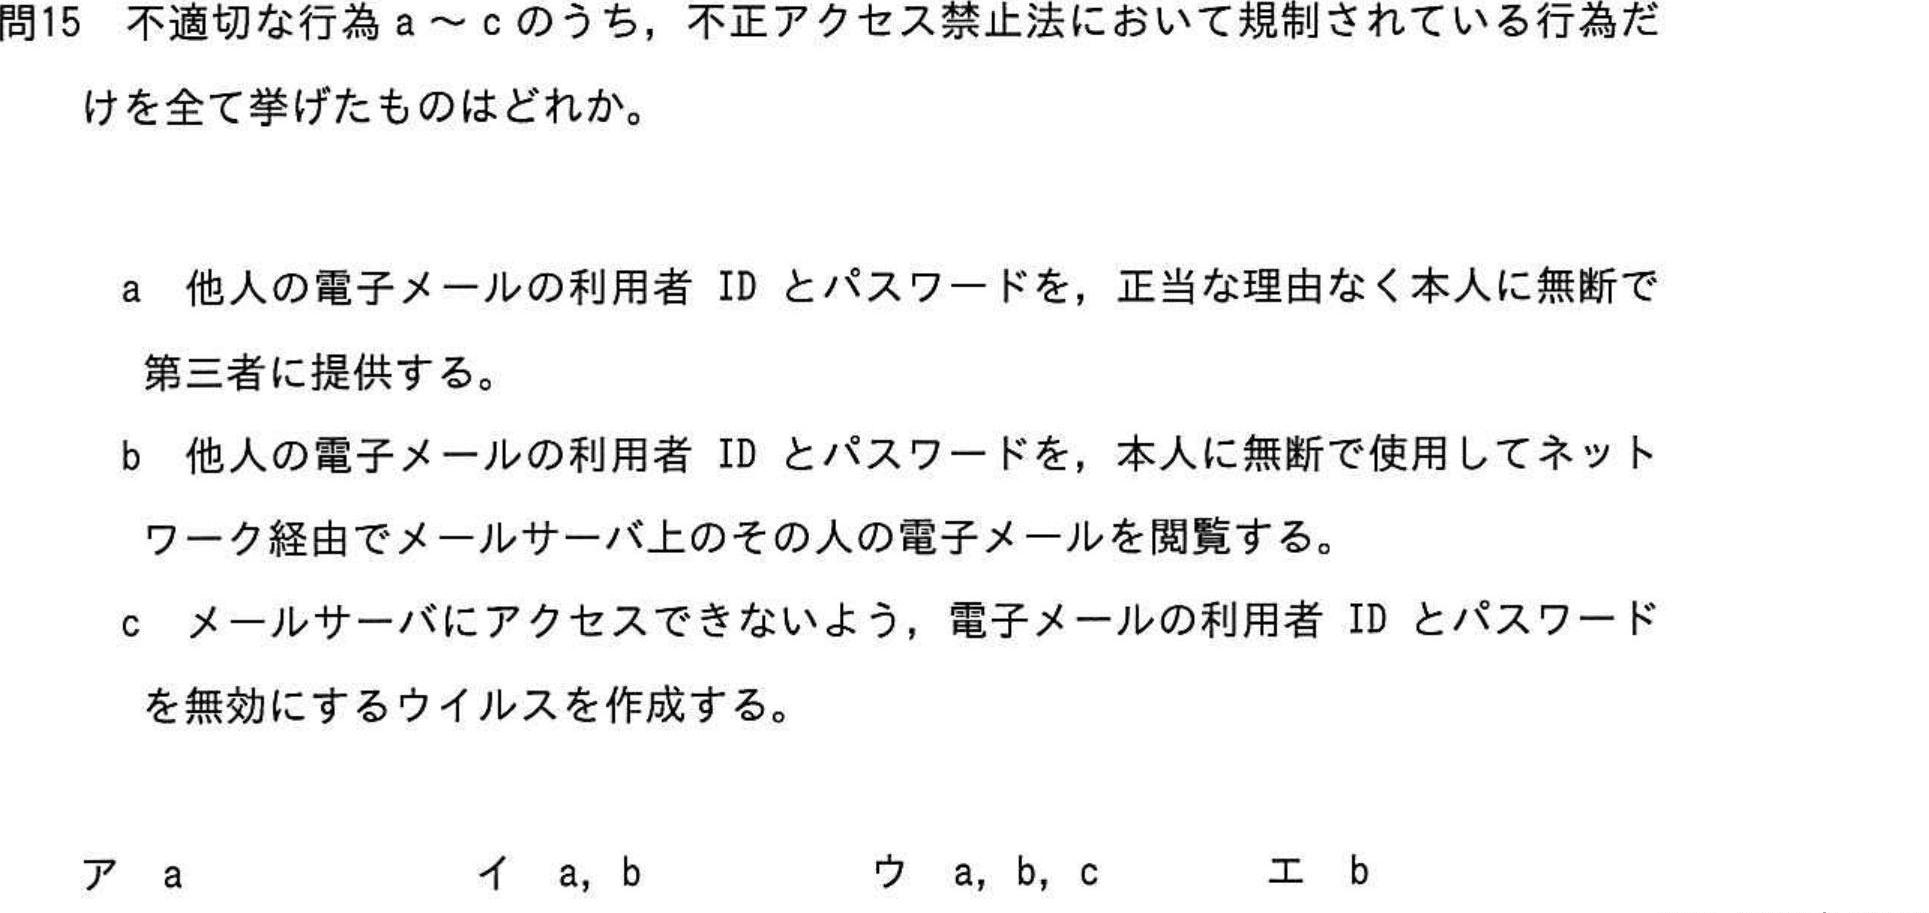 問15 不適切な行為 a ～ c のうち，不正アクセス禁止法において規制されている行為だ
けを全て挙げたものはどれか。
a 他人の電子メールの利用者 ID とパスワードを，正当な理由なく本人に無断で
第三者に提供する。
b 他人の電子メールの利用者 ID とパスワードを，本人に無断で使用してネット
ワーク経由でメールサーバ上のその人の電子メールを閲覧する。
c メールサーバにアクセスできないよう，電子メールの利用者 ID とパスワード
を無効にするウイルスを作成する。
ア a イ a, b ウ a, b, c エ b